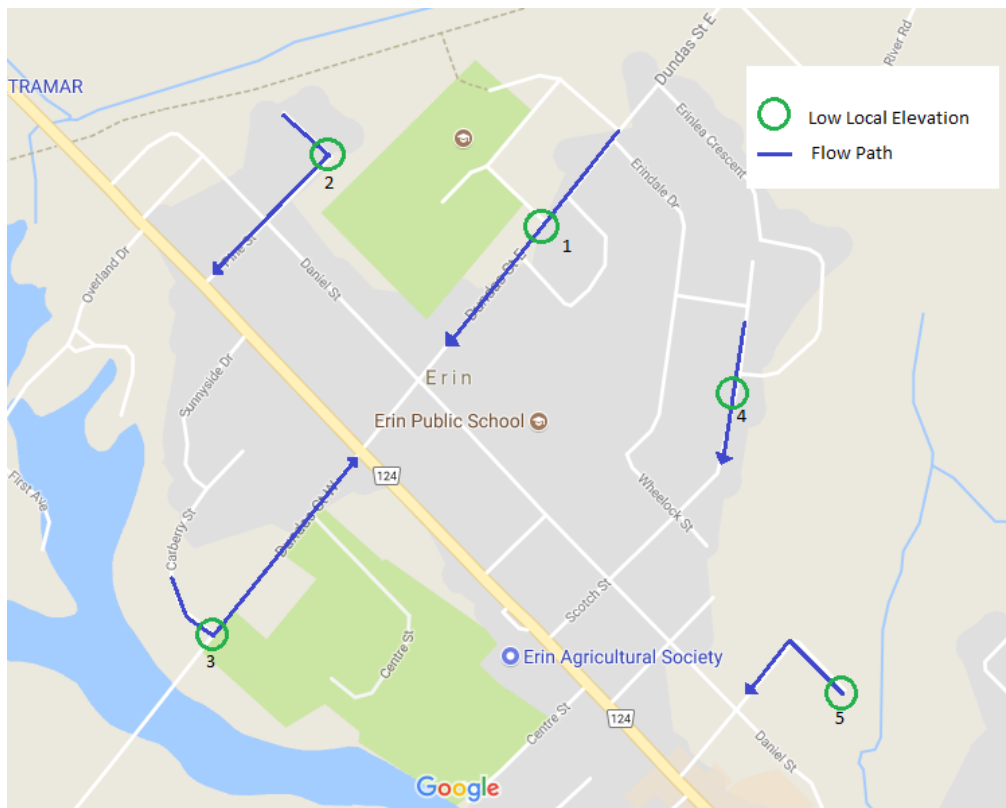 TRAMAR
Dundas St E
River Rd
Erinlea Crescent
Low Local Elevation
Flow Path
Erindale Dr
2
1
Pine St
Overland Dr
Daniel St
Dundas St E
Sunnyside Dr
Erin
Erin Public School
4
124
First Ave
Dundas St W
Wheelock St
Carberry St
Scotch St
3
Centre St
Erin Agricultural Society
124
5
Centre St
Daniel St
Google